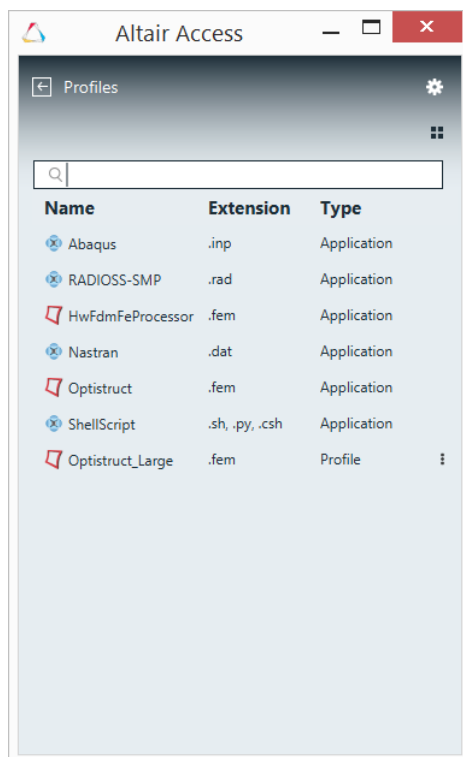 Altair Access
Profiles
Name Extension Type
Abaqus .inp Application
RADIOSS-SMP .rad Application
HwFdmFeProcessor .fem Application
Nastran .dat Application
Optistruct .fem Application
ShellScript .sh, .py, .csh Application
Optistruct_Large .fem Profile